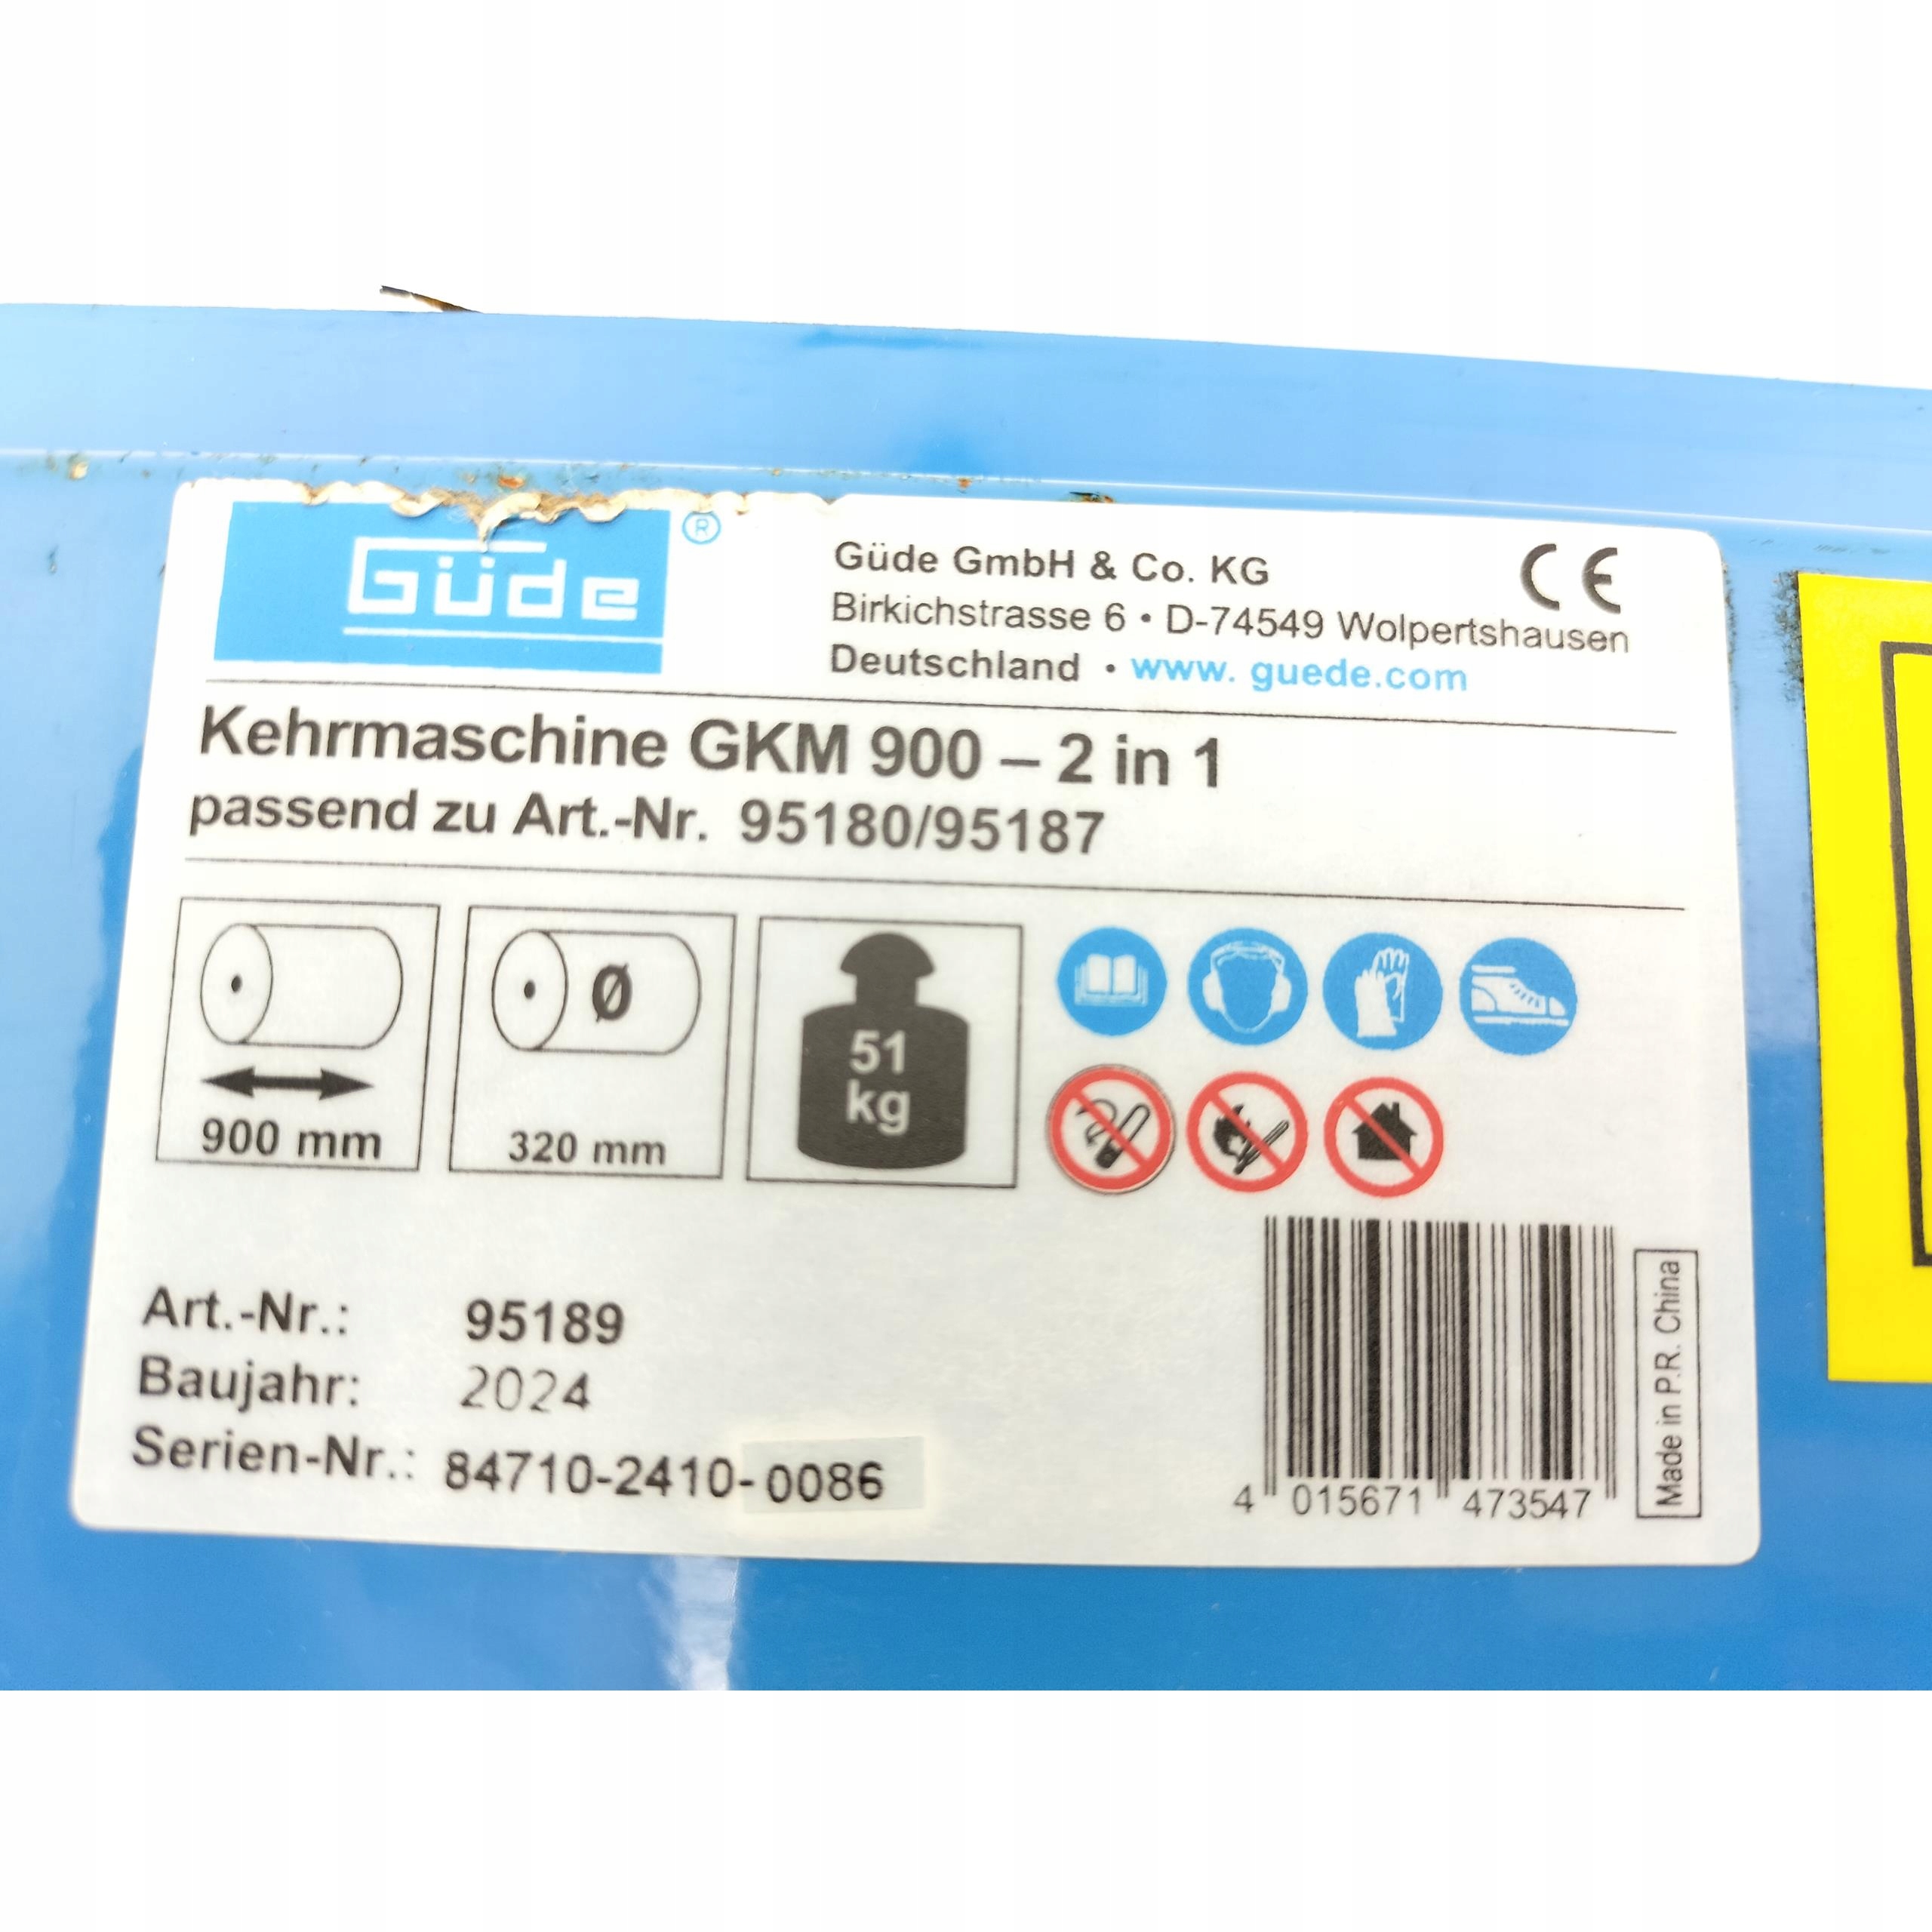 Güde ®
Güde GmbH & Co. KG
Birkichstrasse 6 • D-74549 Wolpertshausen
Deutschland • www. guede.com
CE
Kehrmaschine GKM 900 – 2 in 1
passend zu Art.-Nr. 95180/95187
900 mm
Ø
320 mm
51
kg
Art.-Nr.: 95189
Baujahr: 2024
Serien-Nr.: 84710-2410-0086
4 015671 473547
Made in P.R. China